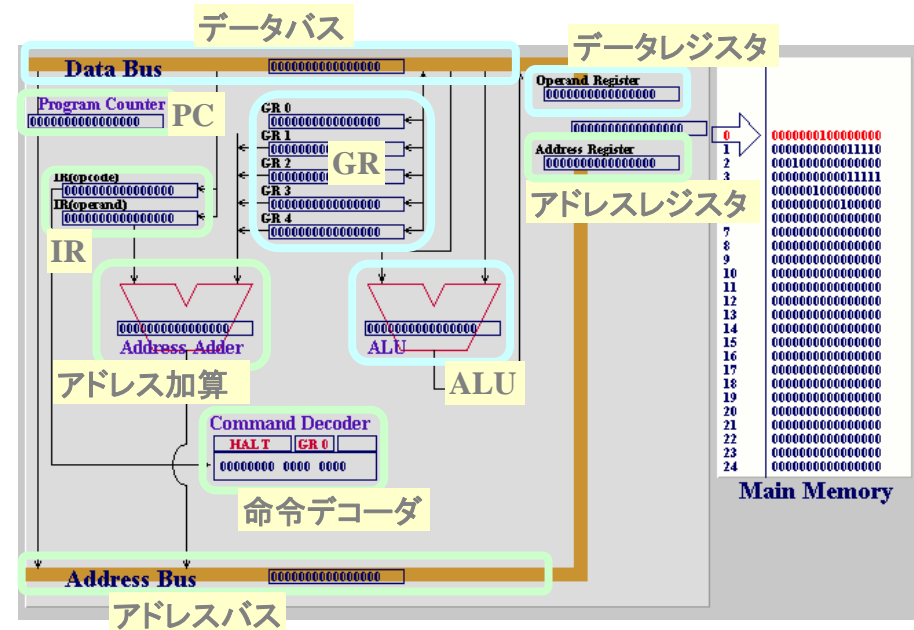 データバス
データレジスタ
Data Bus
0000000000000000
Operand Register
0000000000000000
Program Counter
0000000000000000
PC
GR 0
0000000000000000
GR 1
0000000000000000
GR 2
0000000000000000
GR 3
0000000000000000
GR 4
0000000000000000
GR
0000000000000000
Address Register
0000000000000000
アドレスレジスタ
IR(opcode)
0000000000000000
IR(operand)
0000000000000000
IR
0000000000000000
Address Adder
アドレス加算
0000000000000000
ALU
ALU
Command Decoder
HALT GR 0
00000000 0000 0000
命令デコーダ
Address Bus
0000000000000000
アドレスバス
0 0000000100000000
1 0000000000011110
2 0001000000000000
3 0000000000011111
0000010000000000
0000000000100000
0000000000000000
7 0000000000000000
8 0000000000000000
9 0000000000000000
10 0000000000000000
11 0000000000000000
12 0000000000000000
13 0000000000000000
14 0000000000000000
15 0000000000000000
16 0000000000000000
17 0000000000000000
18 0000000000000000
19 0000000000000000
20 0000000000000000
21 0000000000000000
22 0000000000000000
23 0000000000000000
24 0000000000000000
Main Memory